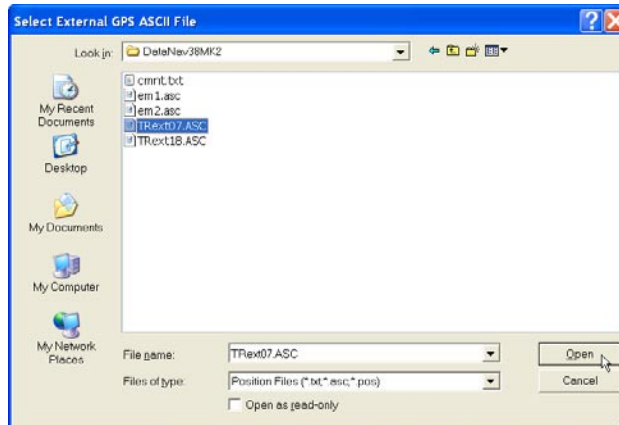 Select External GPS ASCII File
Look in: DataNav38MK2
My Recent Documents
Desktop
My Documents
My Computer
My Network Places
cmnt.txt
em1.asc
em2.asc
TRext07.ASC
TRext18.ASC
File name: TRext07.ASC Open
Files of type: Position Files (*.txt,*.asc,*.pos) Cancel
Open as read-only